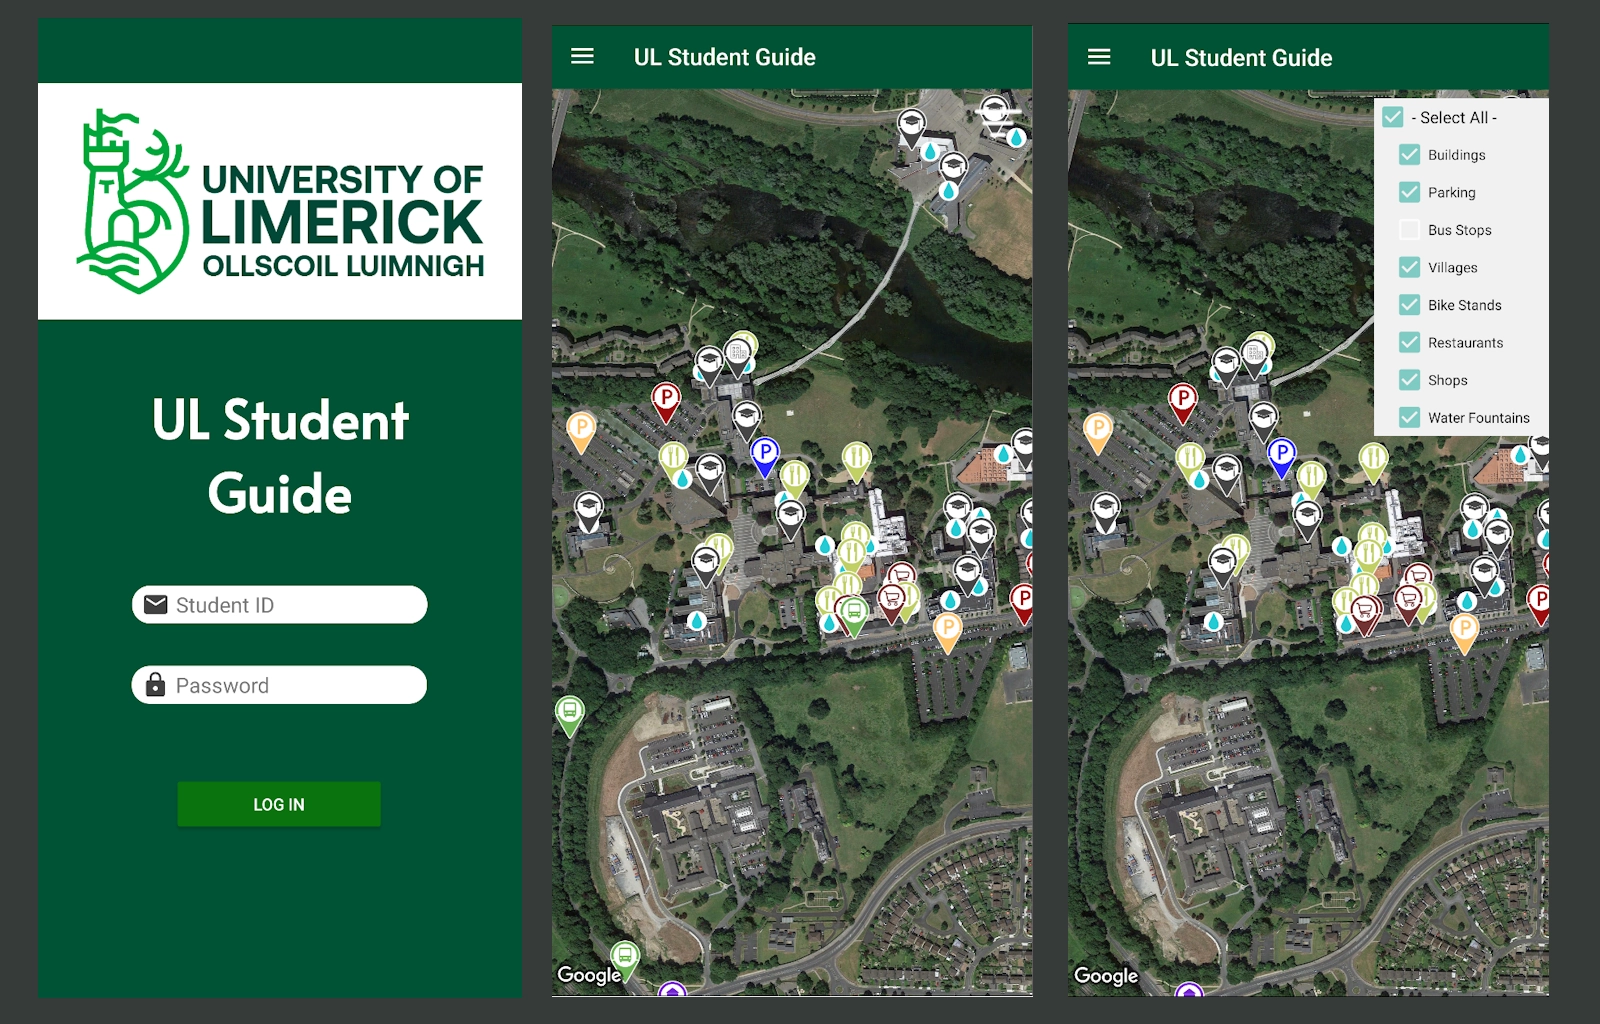 UNIVERSITY OF
LIMERICK
OLLSCOIL LUIMNIGH
UL Student
Guide
Student ID
Password
LOG IN
UL Student Guide
P
P
P
P
P
Google
UL Student Guide
- Select All -
Buildings
Parking
Bus Stops
Villages
Bike Stands
Restaurants
Shops
Water Fountains
P
P
P
P
P
Google